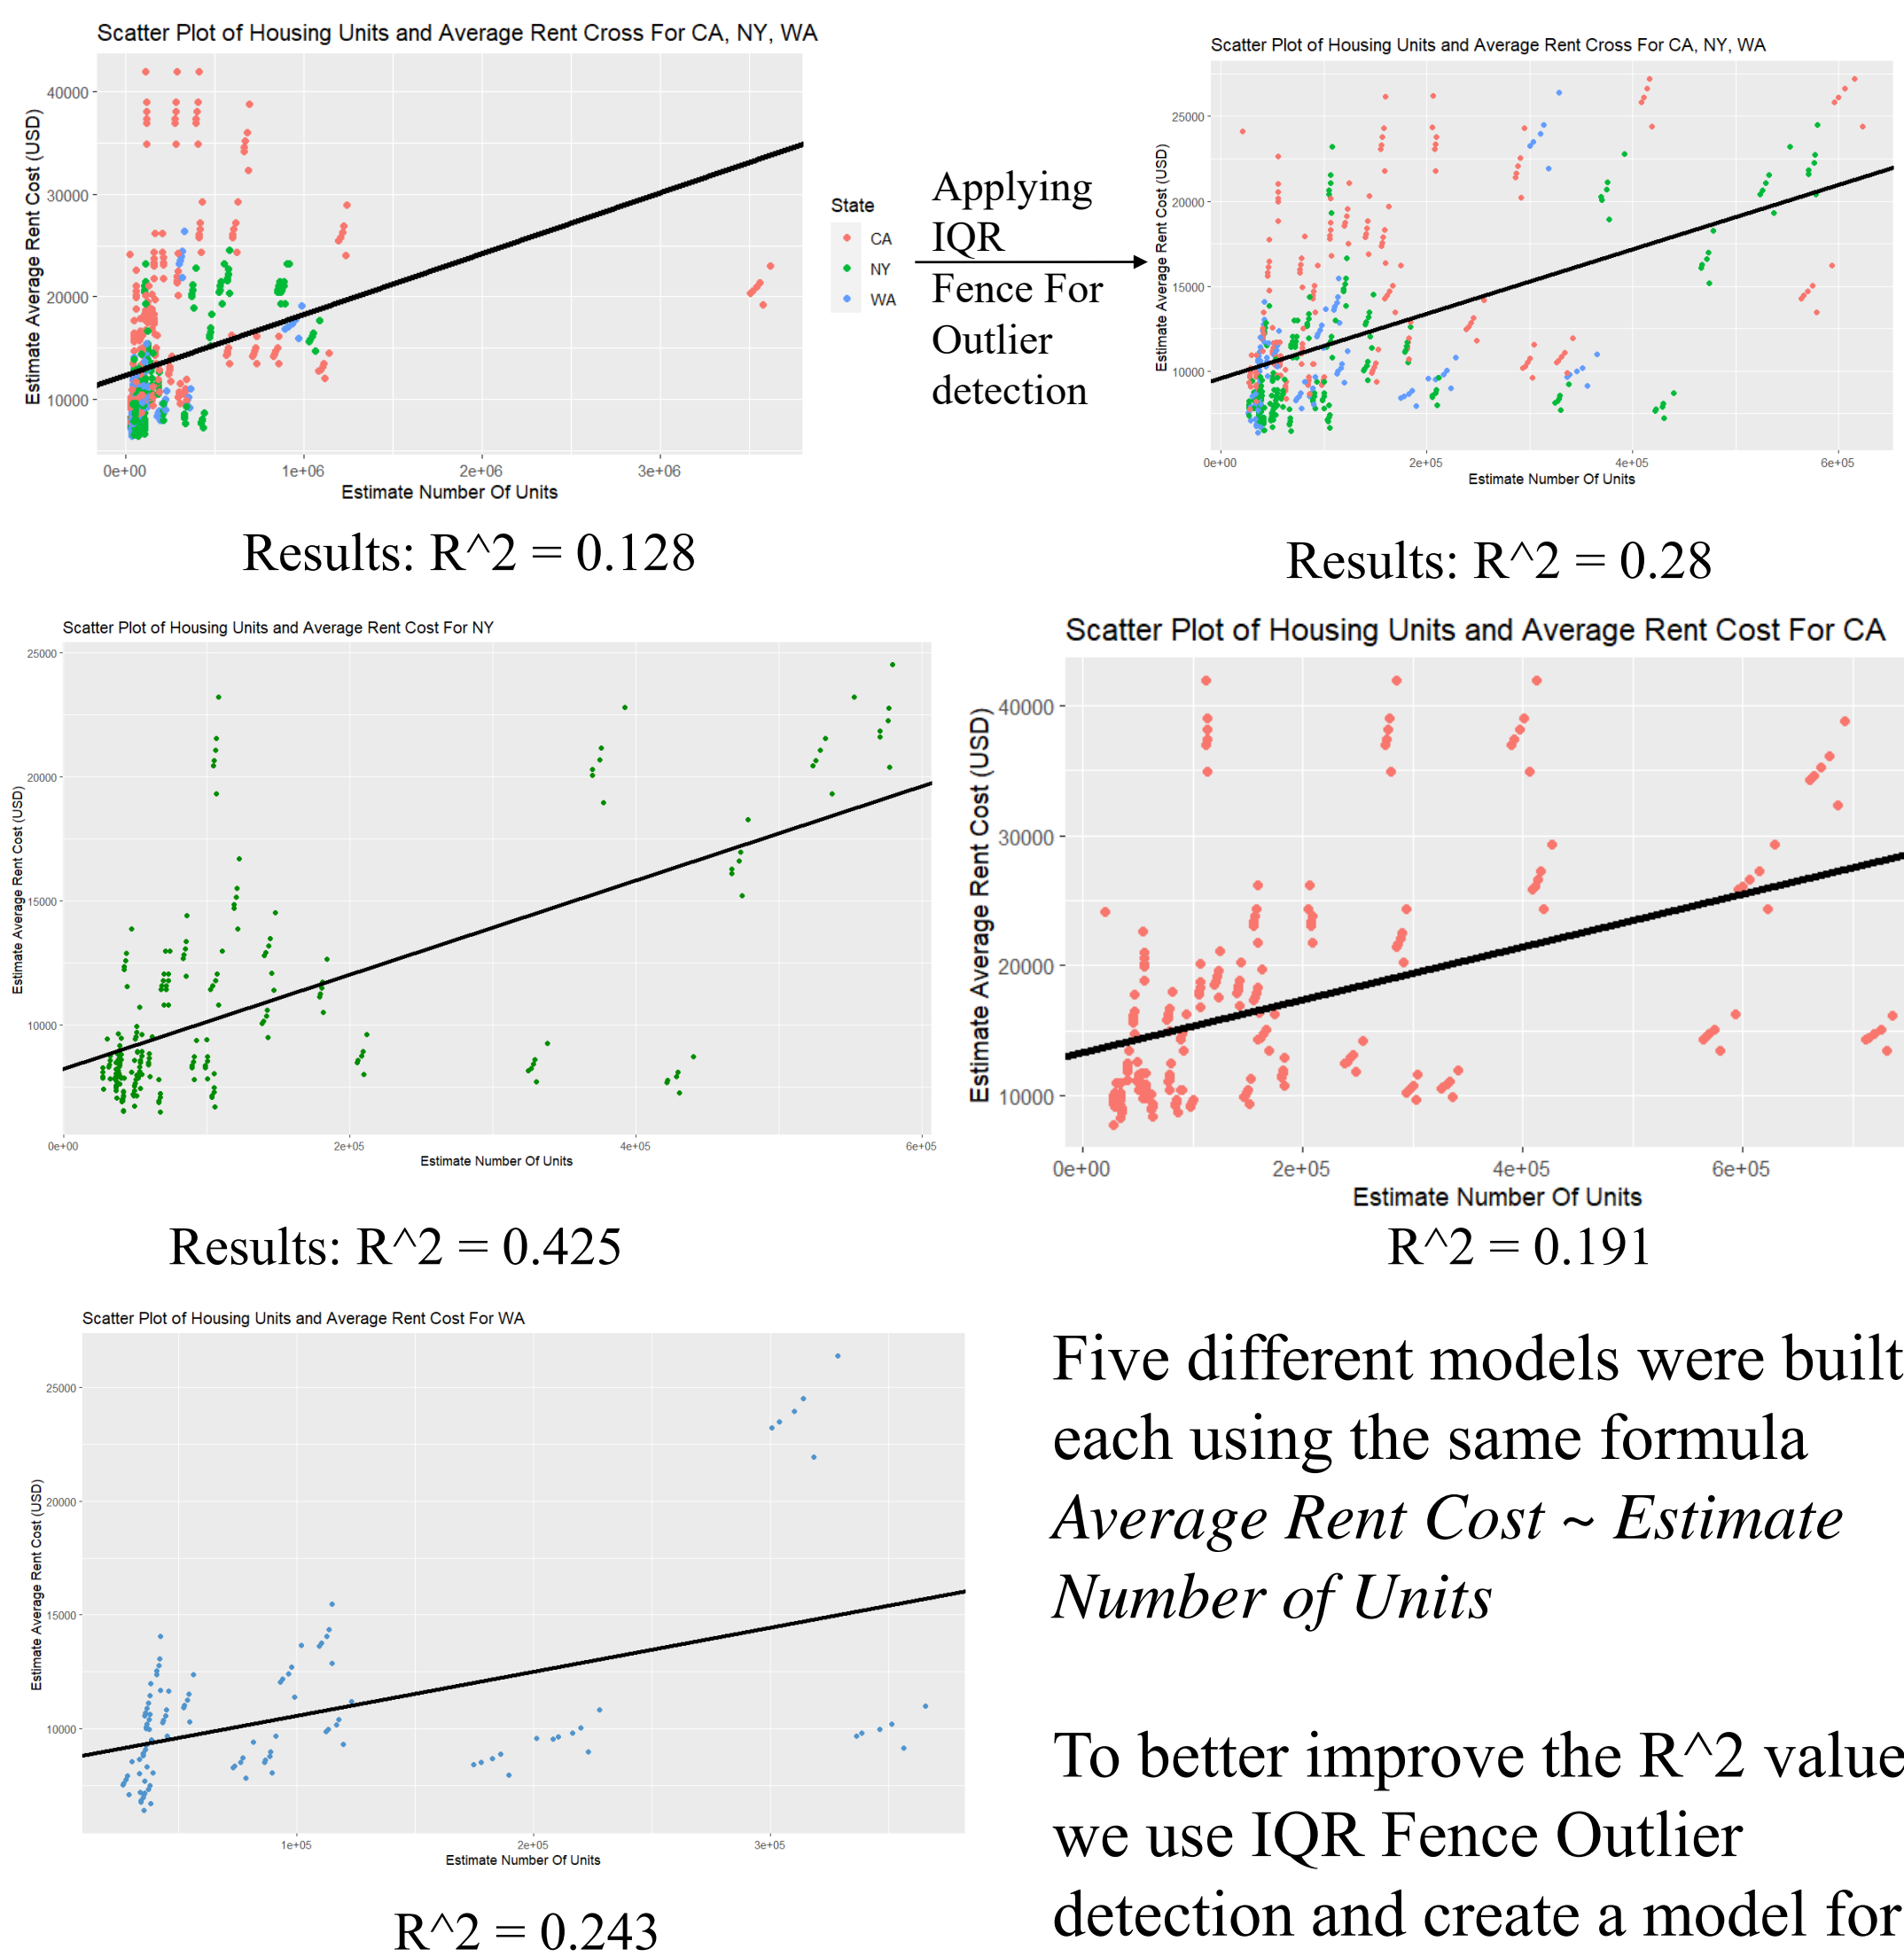 Scatter Plot of Housing Units and Average Rent Cross For CA, NY, WA
Estimate Average Rent Cost (USD)
40000
30000
20000
10000
0e+00 1e+06 2e+06 3e+06
Estimate Number Of Units
State
CA
NY
WA
Results: R^2 = 0.128
Applying
IQR
Fence For
Outlier
detection
Scatter Plot of Housing Units and Average Rent Cross For CA, NY, WA
Estimate Average Rent Cost (USD)
25000
20000
15000
10000
0e+00 2e+05 4e+05 6e+05
Estimate Number Of Units
Results: R^2 = 0.28
Scatter Plot of Housing Units and Average Rent Cost For NY
Estimate Average Rent Cost (USD)
25000
20000
15000
10000
0e+00 2e+05 4e+05 6e+05
Estimate Number Of Units
Results: R^2 = 0.425
Scatter Plot of Housing Units and Average Rent Cost For CA
Estimate Average Rent Cost (USD)
40000
30000
20000
10000
0e+00 2e+05 4e+05 6e+05
Estimate Number Of Units
R^2 = 0.191
Scatter Plot of Housing Units and Average Rent Cost For WA
Estimate Average Rent Cost (USD)
25000
20000
15000
10000
1e+05 2e+05 3e+05
Estimate Number Of Units
R^2 = 0.243
Five different models were built
each using the same formula
Average Rent Cost ~ Estimate
Number of Units
To better improve the R^2 value
we use IQR Fence Outlier
detection and create a model for